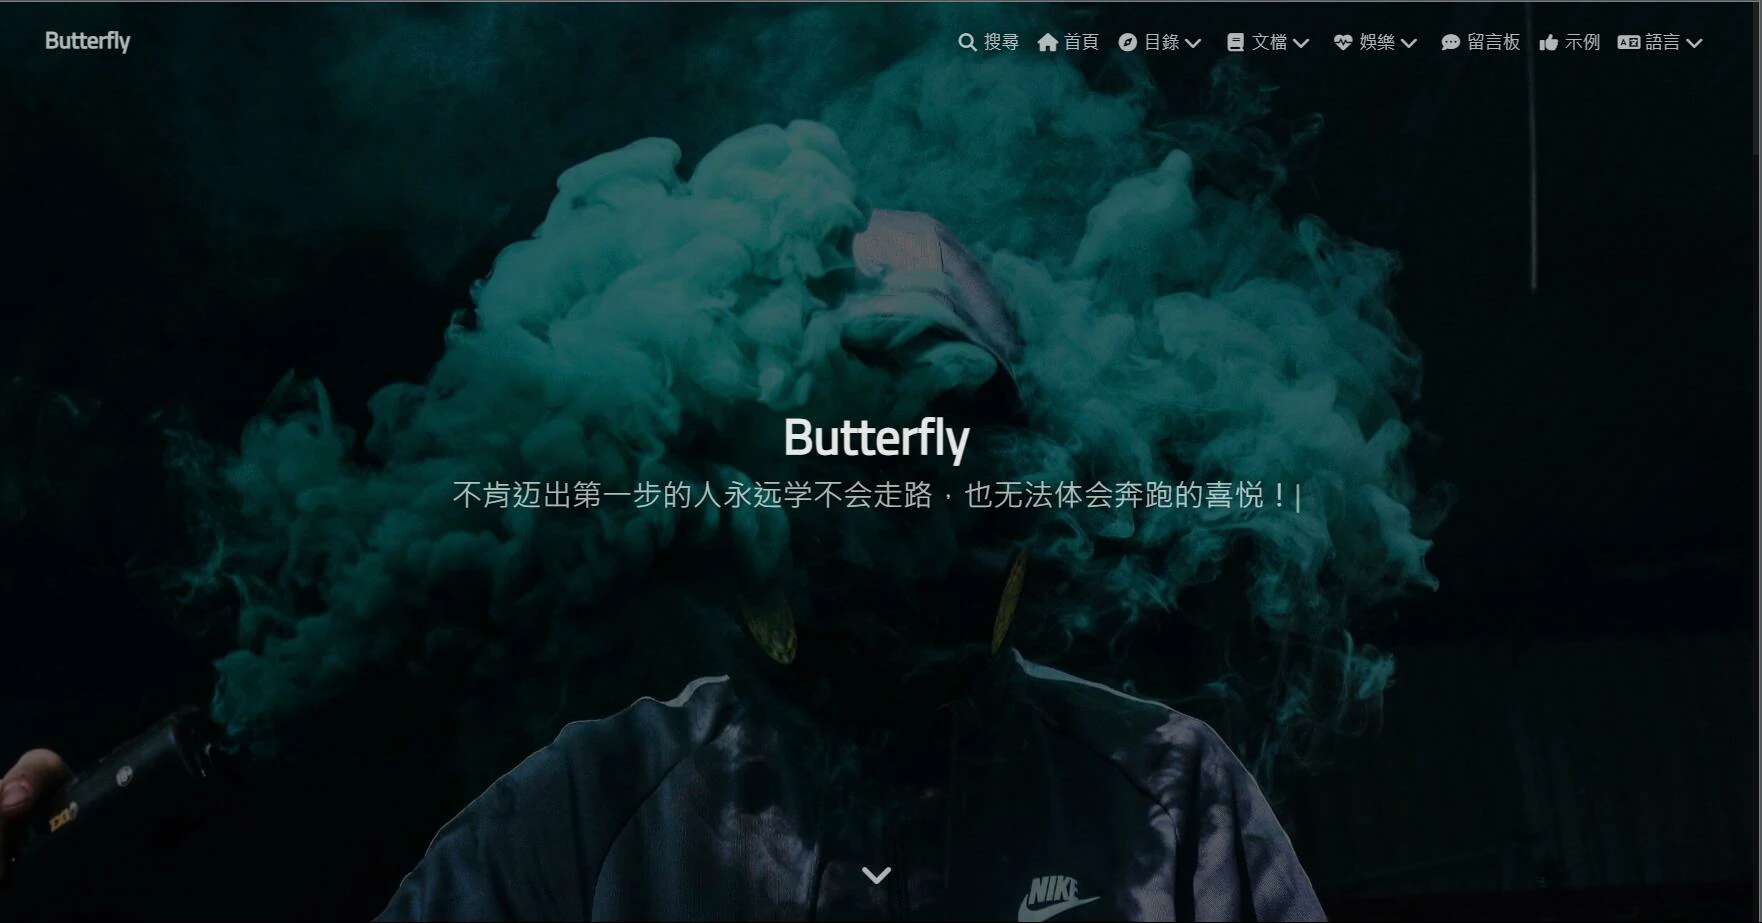 Butterfly
搜尋 首頁 目錄 文檔 娛樂 留言板 示例 語言
Butterfly
不肯迈出第一步的人永远学不会走路，也无法体会奔跑的喜悦！|
NIKE